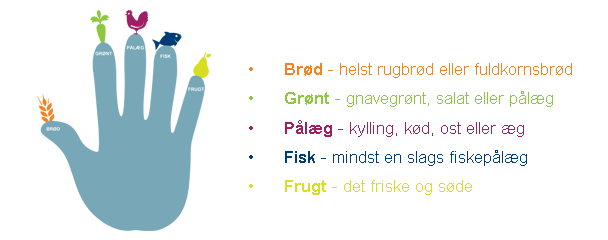 GRØNT
PÅLÆG
FISK
FRUGT
BRØD
• Brød - helst rugbrød eller fuldkornsbrød
• Grønt - gnavegrønt, salat eller pålæg
• Pålæg - kylling, kød, ost eller æg
• Fisk - mindst en slags fiskepålæg
• Frugt - det friske og søde